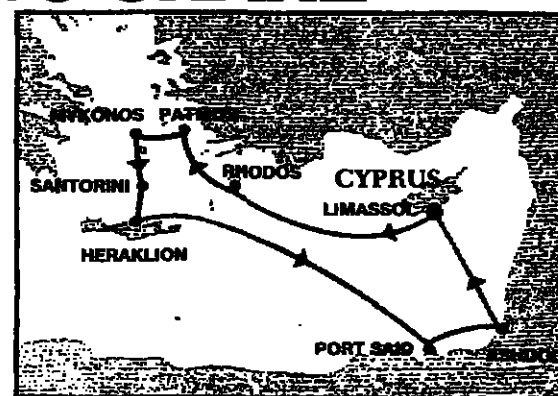 MYKONOS
RHODOS
CYPRUS
SANTORINI
LIMASSOL
HERAKLION
PORT SAID